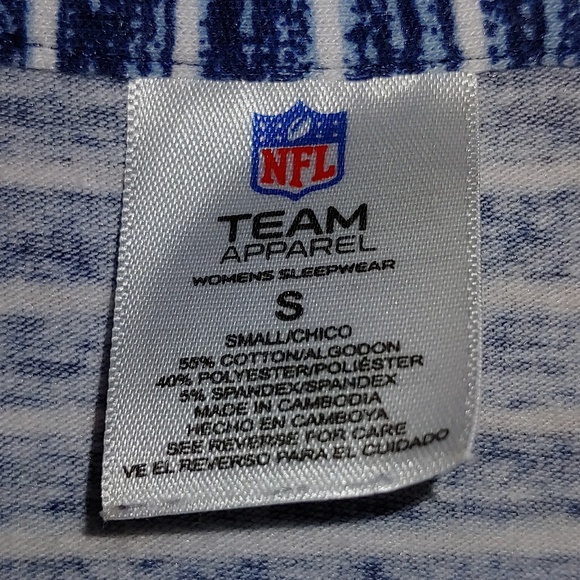 NFL
TEAM
APPAREL
WOMENS SLEEPWEAR
S
SMALL/CHICO
55% COTTON/ALGODON
40% POLYESTER/POLIÉSTER
5% SPANDEX/SPANDEX
MADE IN CAMBODIA
HECHO EN CAMBOYA
SEE REVERSE FOR CARE
VE EL REVERSO PARA EL CUIDADO